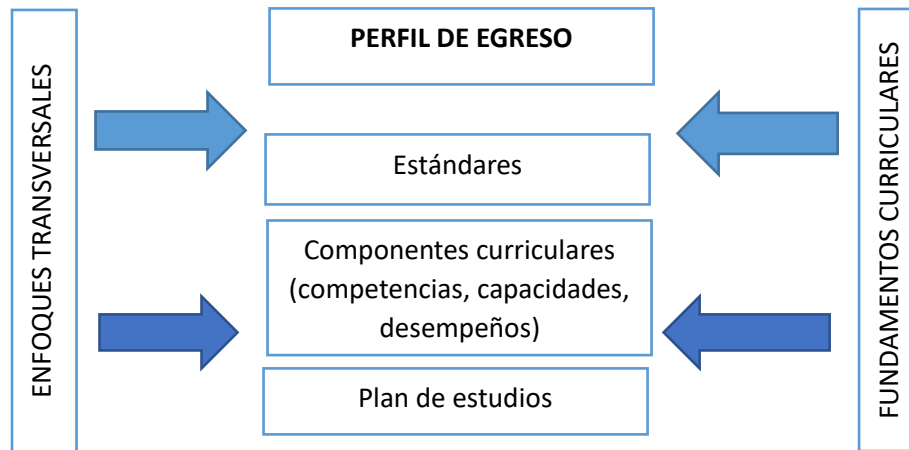 ENFOQUES TRANSVERSALES
PERFIL DE EGRESO
Estándares
Componentes curriculares
(competencias, capacidades,
desempeños)
Plan de estudios
FUNDAMENTOS CURRICULARES